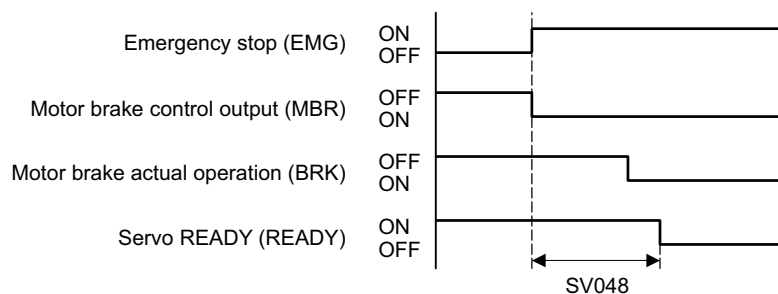 Emergency stop (EMG) ON
OFF
Motor brake control output (MBR) OFF
ON
Motor brake actual operation (BRK) OFF
ON
Servo READY (READY) ON
OFF
SV048